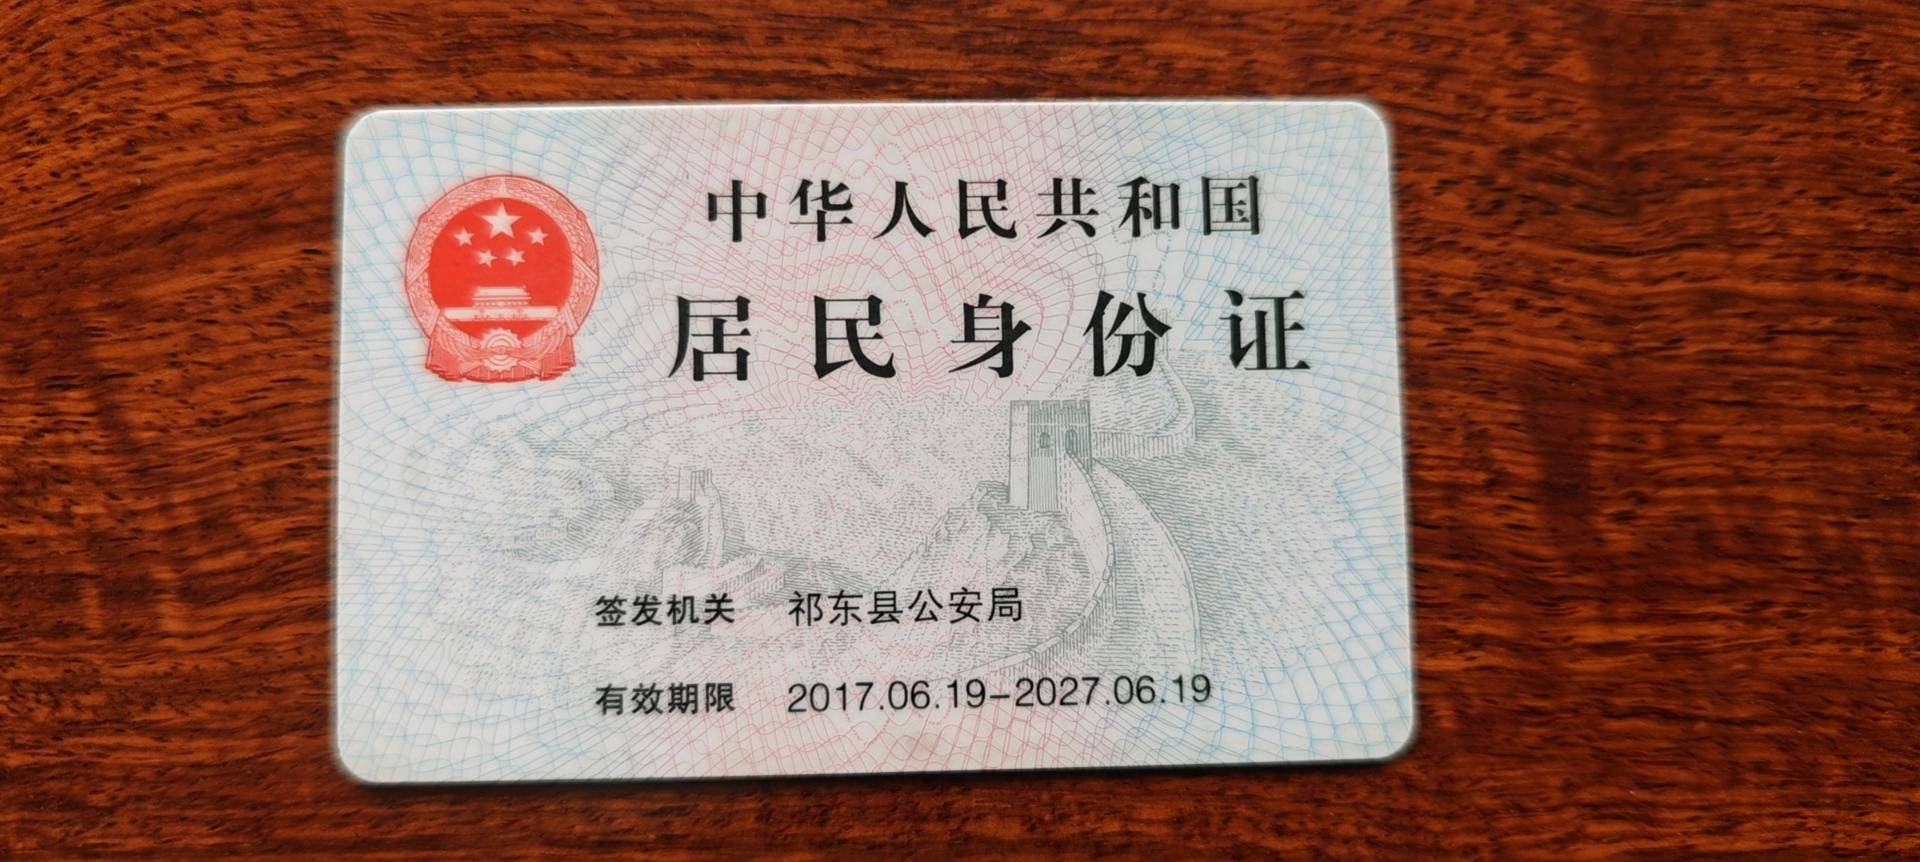 中华人民共和国
居民身份证
签发机关 祁东县公安局
有效期限 2017.06.19-2027.06.19